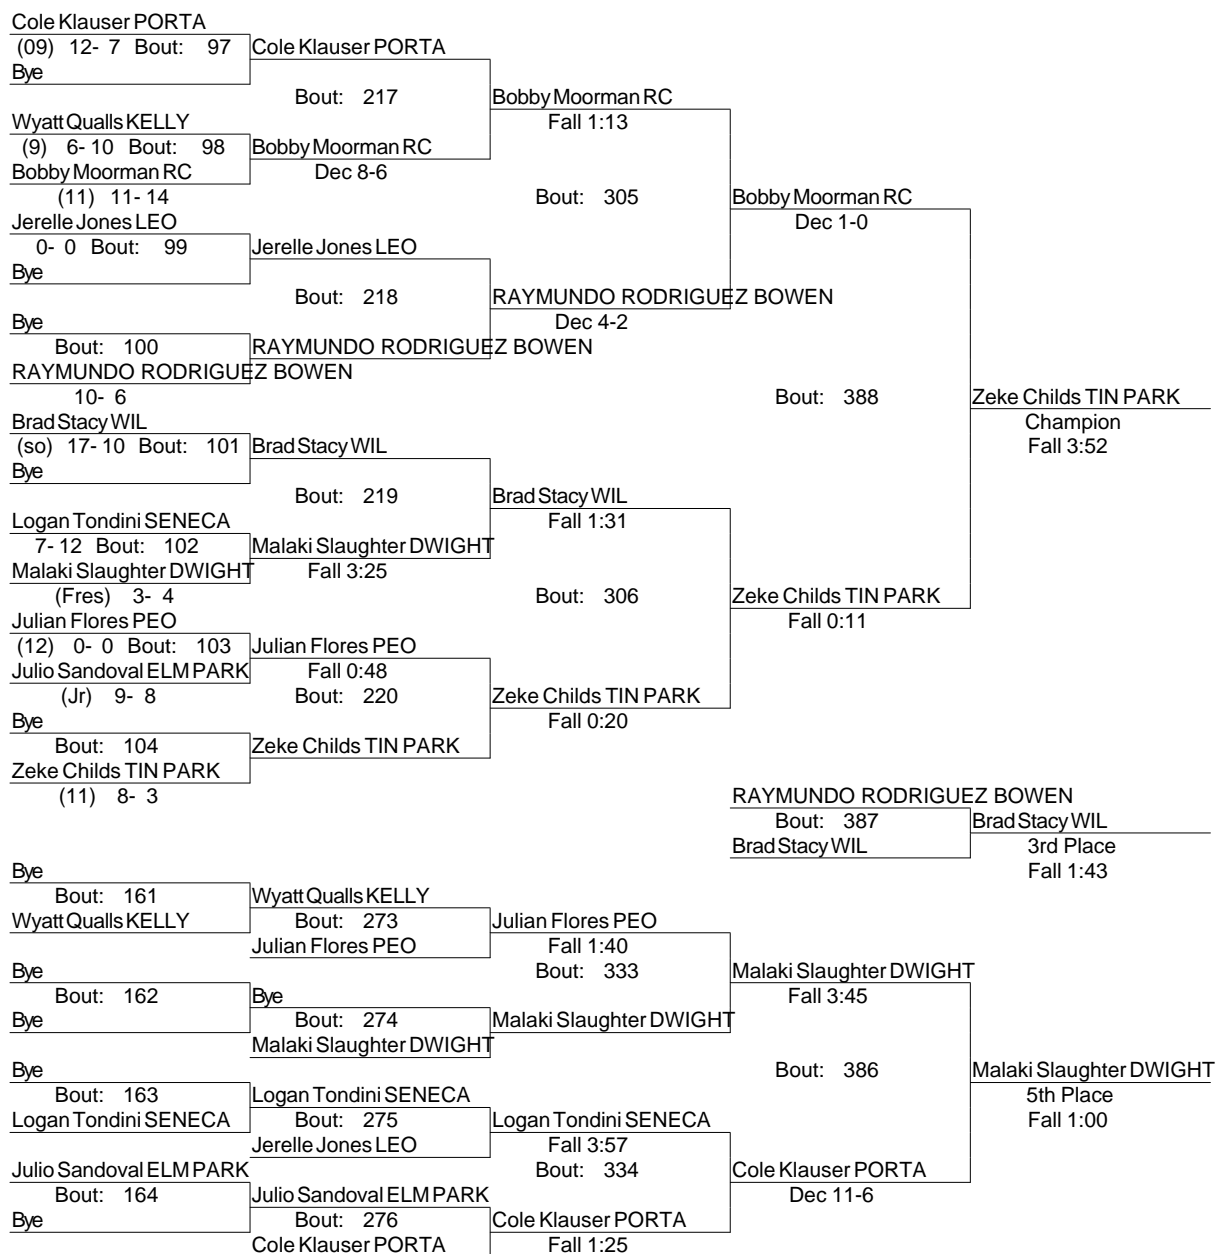 Cole Klauser PORTA
(09) 12- 7 Bout: 97 Cole Klauser PORTA
Bye
Bout: 217 Bobby Moorman RC
Wyatt Qualls KELLY Fall 1:13
(9) 6- 10 Bout: 98 Bobby Moorman RC
Bobby Moorman RC Dec 8-6
(11) 11- 14 Bout: 305 Bobby Moorman RC
Jerelle Jones LEO Dec 1-0
0- 0 Bout: 99 Jerelle Jones LEO
Bye
Bout: 218 RAYMUNDO RODRIGUEZ BOWEN
Bye Dec 4-2
Bout: 100 RAYMUNDO RODRIGUEZ BOWEN
RAYMUNDO RODRIGUEZ BOWEN
10- 6 Bout: 388 Zeke Childs TIN PARK
Brad Stacy WIL Champion
(so) 17- 10 Bout: 101 Brad Stacy WIL Fall 3:52
Bye
Bout: 219 Brad Stacy WIL
Logan Tondini SENECA Fall 1:31
7- 12 Bout: 102 Malaki Slaughter DWIGHT
Malaki Slaughter DWIGHT Fall 3:25
(Fres) 3- 4 Bout: 306 Zeke Childs TIN PARK
Julian Flores PEO Fall 0:11
(12) 0- 0 Bout: 103 Julian Flores PEO
Julio Sandoval ELM PARK Fall 0:48
(Jr) 9- 8 Bout: 220 Zeke Childs TIN PARK
Bye Fall 0:20
Bout: 104 Zeke Childs TIN PARK
Zeke Childs TIN PARK
(11) 8- 3 RAYMUNDO RODRIGUEZ BOWEN
Bout: 387 Brad Stacy WIL
Brad Stacy WIL 3rd Place
Bye Fall 1:43
Bout: 161 Wyatt Qualls KELLY
Wyatt Qualls KELLY Bout: 273 Julian Flores PEO
Julian Flores PEO Fall 1:40
Bye Bout: 333 Malaki Slaughter DWIGHT
Bout: 162 Bye Fall 3:45
Bye Bout: 274 Malaki Slaughter DWIGHT
Malaki Slaughter DWIGHT
Bye Bout: 386 Malaki Slaughter DWIGHT
Bout: 163 Logan Tondini SENECA 5th Place
Logan Tondini SENECA Bout: 275 Logan Tondini SENECA Fall 1:00
Jerelle Jones LEO Fall 3:57
Julio Sandoval ELM PARK Bout: 334 Cole Klauser PORTA
Bout: 164 Julio Sandoval ELM PARK Dec 11-6
Bye Bout: 276 Cole Klauser PORTA
Cole Klauser PORTA Fall 1:25